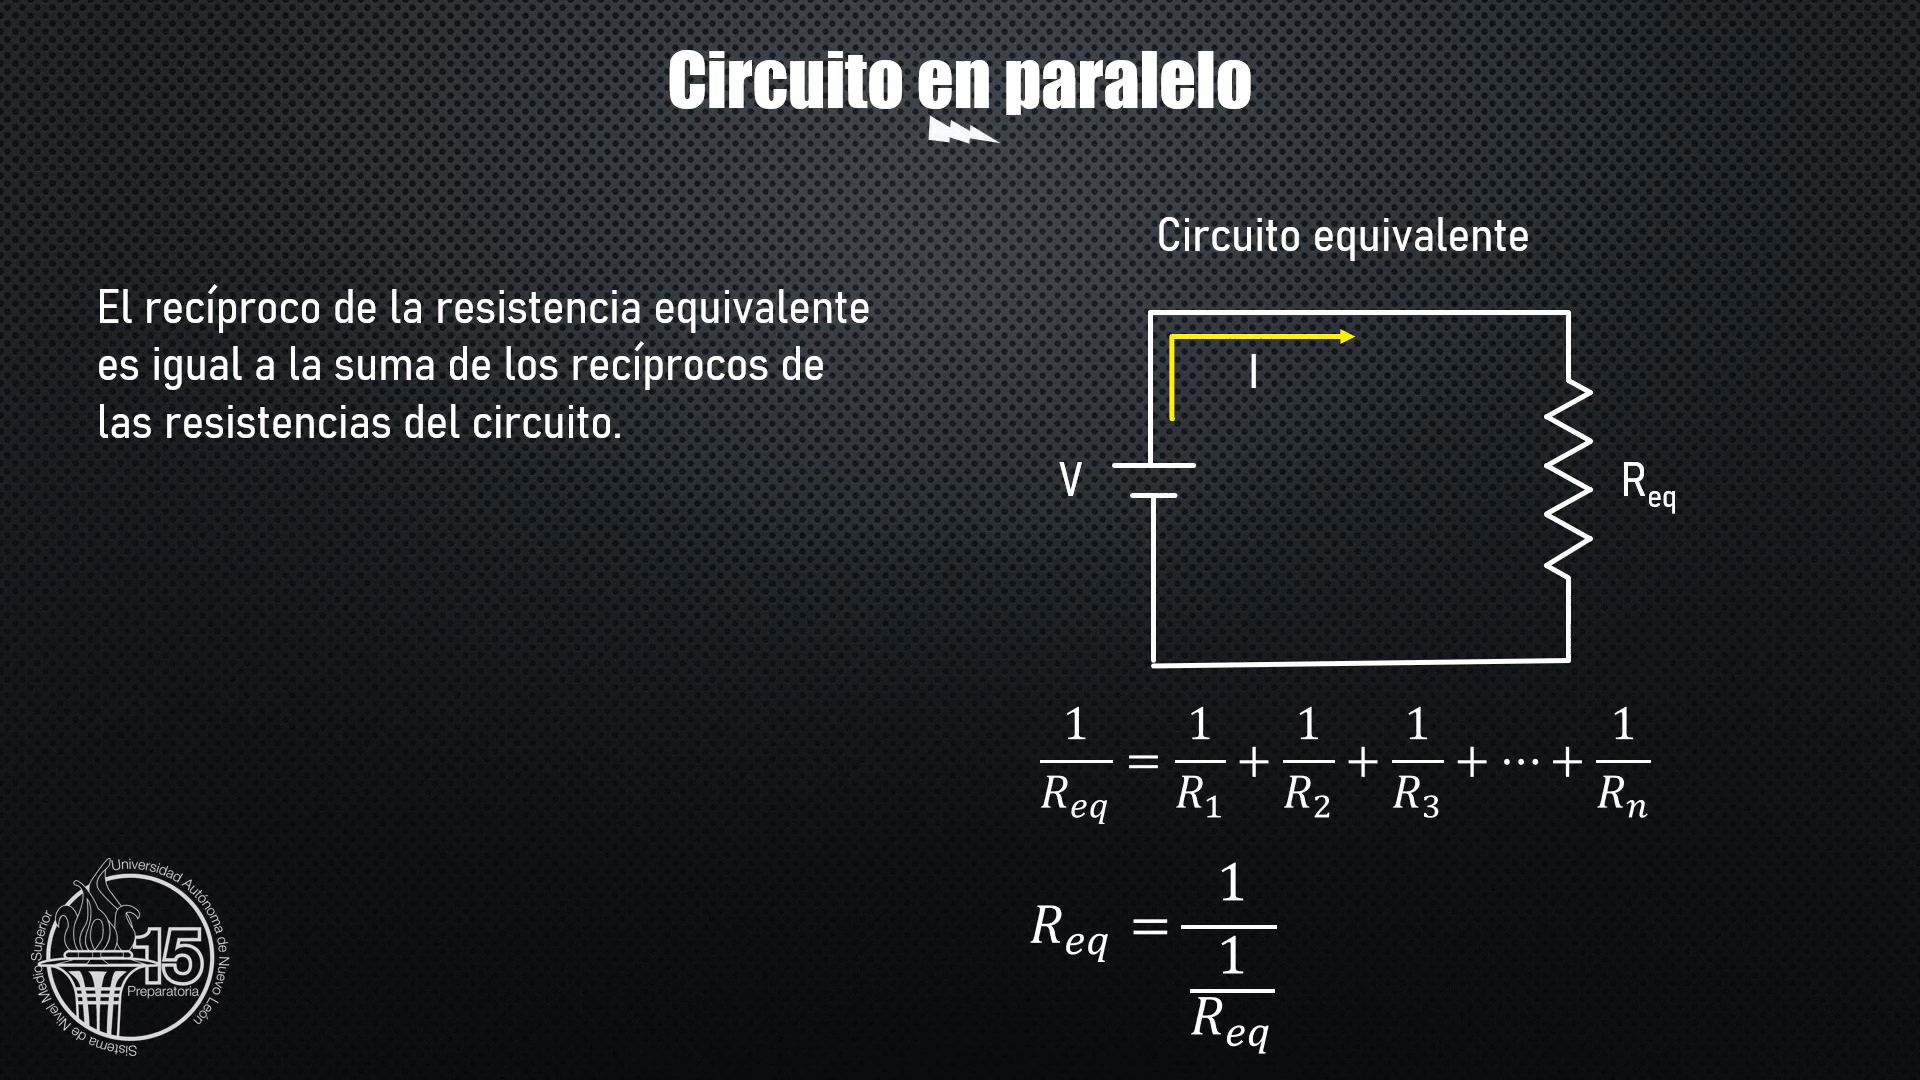 Circuito en paralelo
Circuito equivalente
El recíproco de la resistencia equivalente
es igual a la suma de los recíprocos de
las resistencias del circuito.
I
V
R_eq
1/R_eq = 1/R_1 + 1/R_2 + 1/R_3 + ⋯ + 1/R_n
R_eq = 1/(1/R_eq)
Universidad Autónoma de Nuevo León
Sistema de Nivel Medio Superior
15
Preparatoria